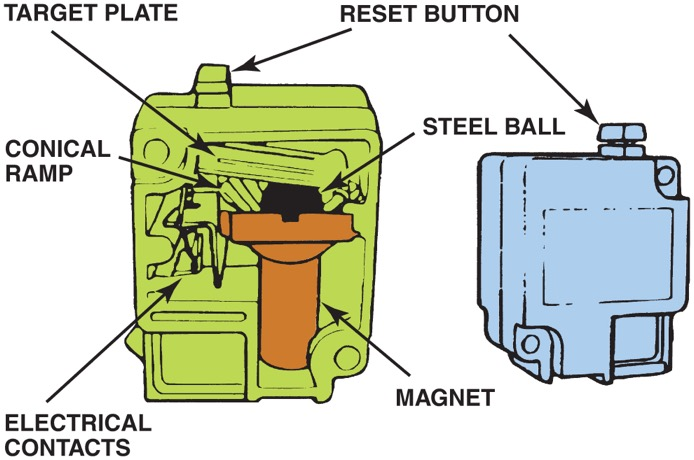 TARGET PLATE
RESET BUTTON
STEEL BALL
CONICAL
RAMP
MAGNET
ELECTRICAL
CONTACTS